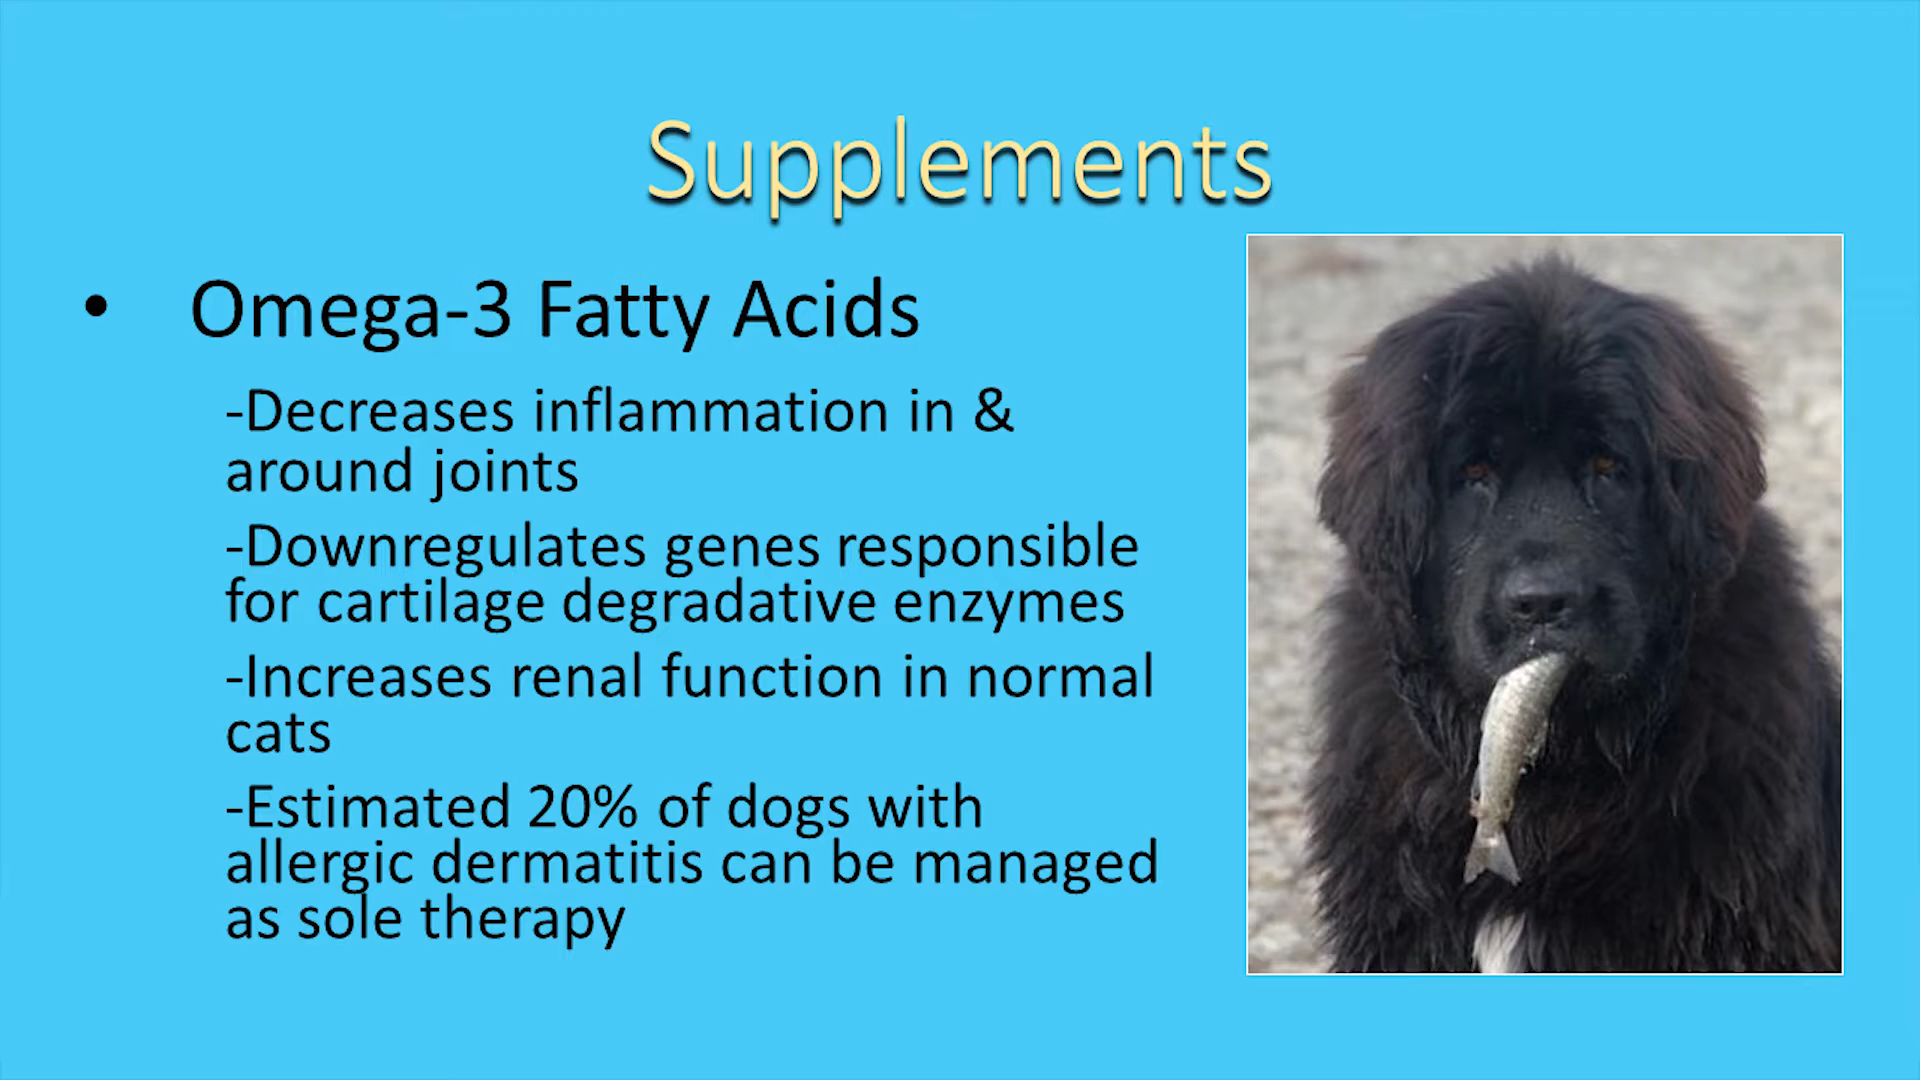 Supplements
• Omega-3 Fatty Acids
-Decreases inflammation in &
around joints
-Downregulates genes responsible
for cartilage degradative enzymes
-Increases renal function in normal
cats
-Estimated 20% of dogs with
allergic dermatitis can be managed
as sole therapy